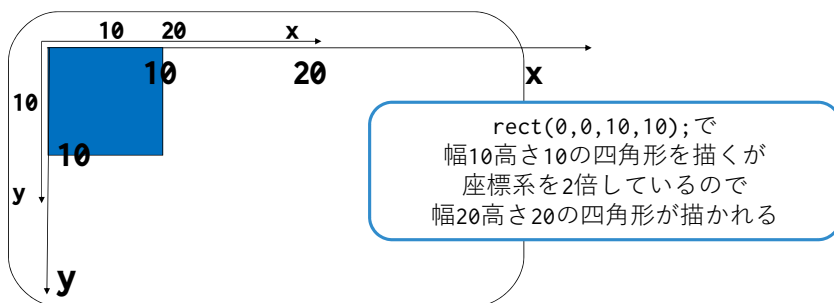 10 20 x
10 20 x
10
10
y
y
rect(0,0,10,10);で
幅10高さ10の四角形を描くが
座標系を2倍しているので
幅20高さ20の四角形が描かれる